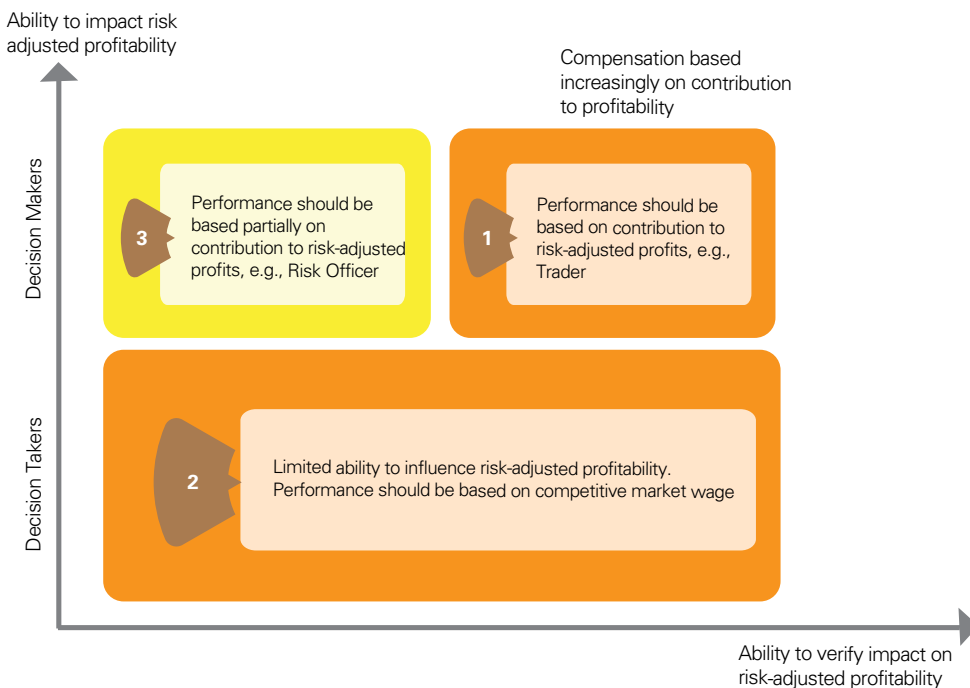 Ability to impact risk
adjusted profitability
Compensation based
increasingly on contribution
to profitability
Decision Makers
3
Performance should be
based partially on
contribution to risk-adjusted
profits, e.g., Risk Officer
1
Performance should be
based on contribution to
risk-adjusted profits, e.g.,
Trader
Decision Takers
2
Limited ability to influence risk-adjusted profitability.
Performance should be based on competitive market wage
Ability to verify impact on
risk-adjusted profitability